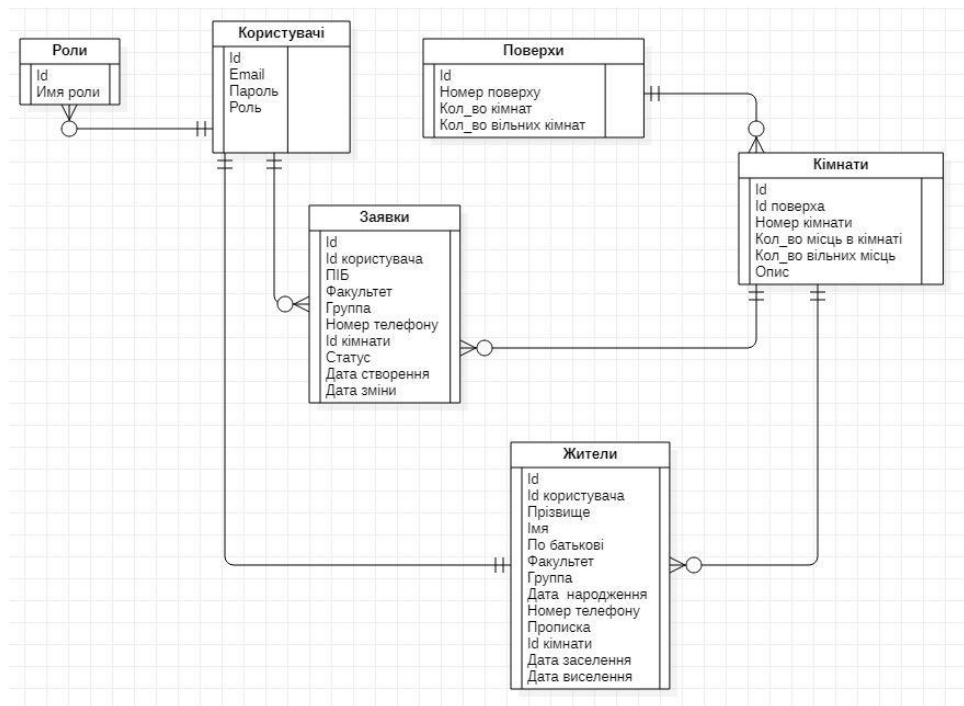 Роли
Id
Имя роли
Користувачі
Id
Email
Пароль
Роль
Поверхи
Id
Номер поверху
Кол_во кімнат
Кол_во вільних кімнат
Кімнати
Id
Id поверха
Номер кімнати
Кол_во місць в кімнаті
Кол_во вільних місць
Опис
Заявки
Id
Id користувача
ПІБ
Факультет
Группа
Номер телефону
Id кімнати
Статус
Дата створення
Дата зміни
Жители
Id
Id користувача
Прізвище
Імя
По батькові
Факультет
Группа
Дата народження
Номер телефону
Прописка
Id кімнати
Дата заселення
Дата виселення